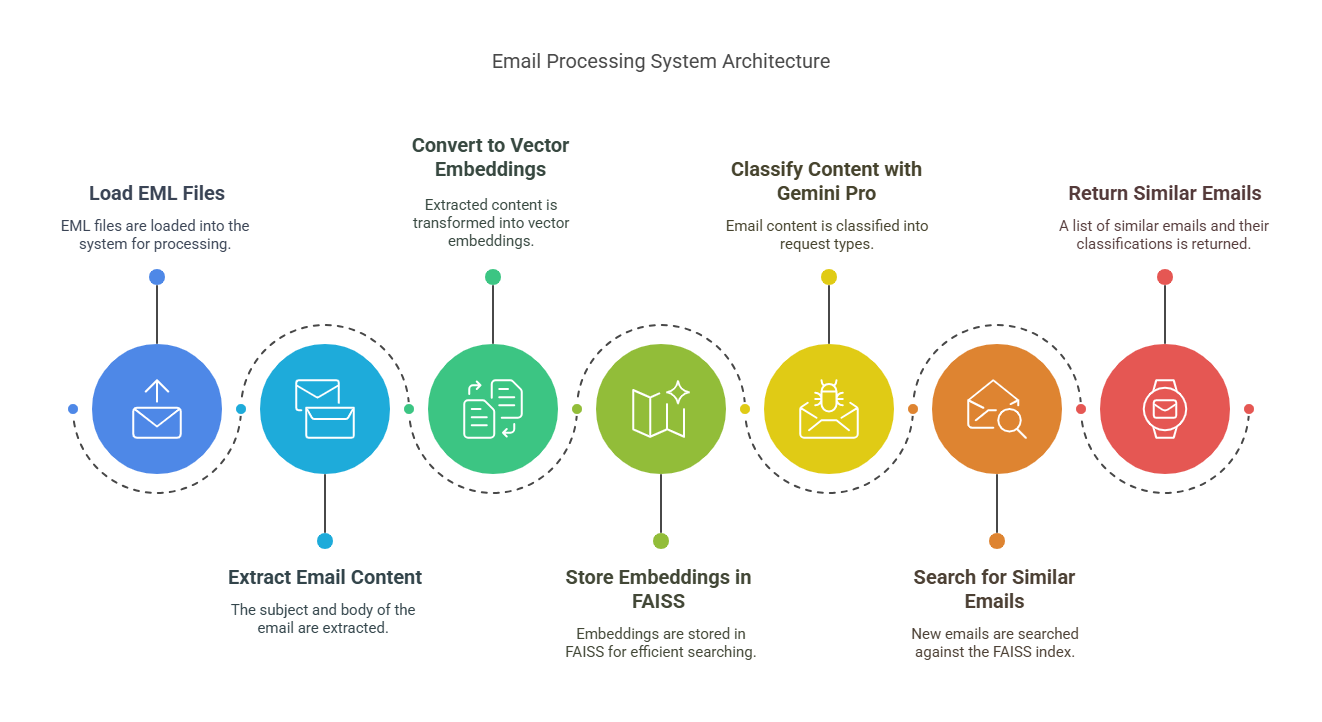 Email Processing System Architecture
Load EML Files
EML files are loaded into the
system for processing.
Extract Email Content
The subject and body of the
email are extracted.
Convert to Vector
Embeddings
Extracted content is
transformed into vector
embeddings.
Store Embeddings in
FAISS
Embeddings are stored in
FAISS for efficient searching.
Classify Content with
Gemini Pro
Email content is classified into
request types.
Search for Similar
Emails
New emails are searched
against the FAISS index.
Return Similar Emails
A list of similar emails and their
classifications is returned.